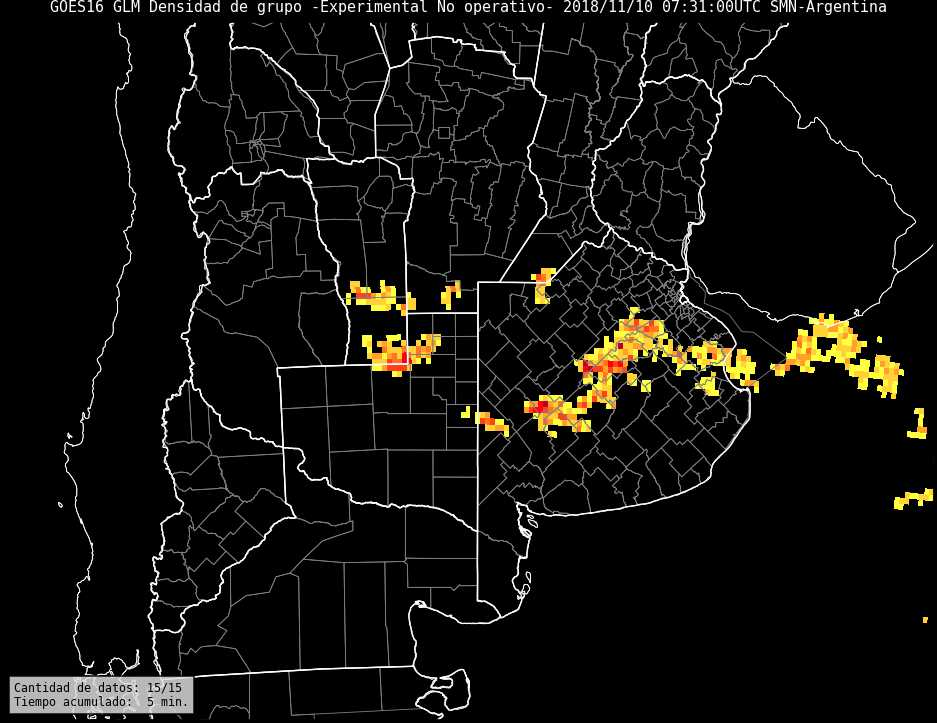 GOES16 GLM Densidad de grupo -Experimental No operativo- 2018/11/10 07:31:00UTC SMN-Argentina
Cantidad de datos: 15/15
Tiempo acumulado:  5 min.